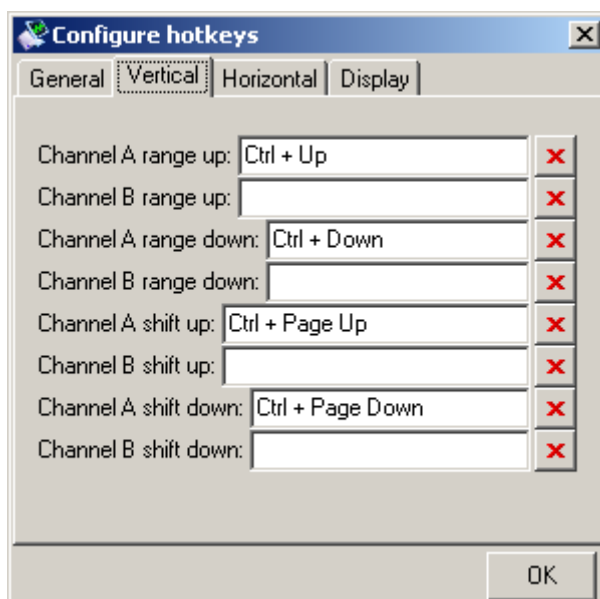 Configure hotkeys
General Vertical Horizontal Display
Channel A range up: Ctrl + Up
Channel B range up:
Channel A range down: Ctrl + Down
Channel B range down:
Channel A shift up: Ctrl + Page Up
Channel B shift up:
Channel A shift down: Ctrl + Page Down
Channel B shift down:
OK